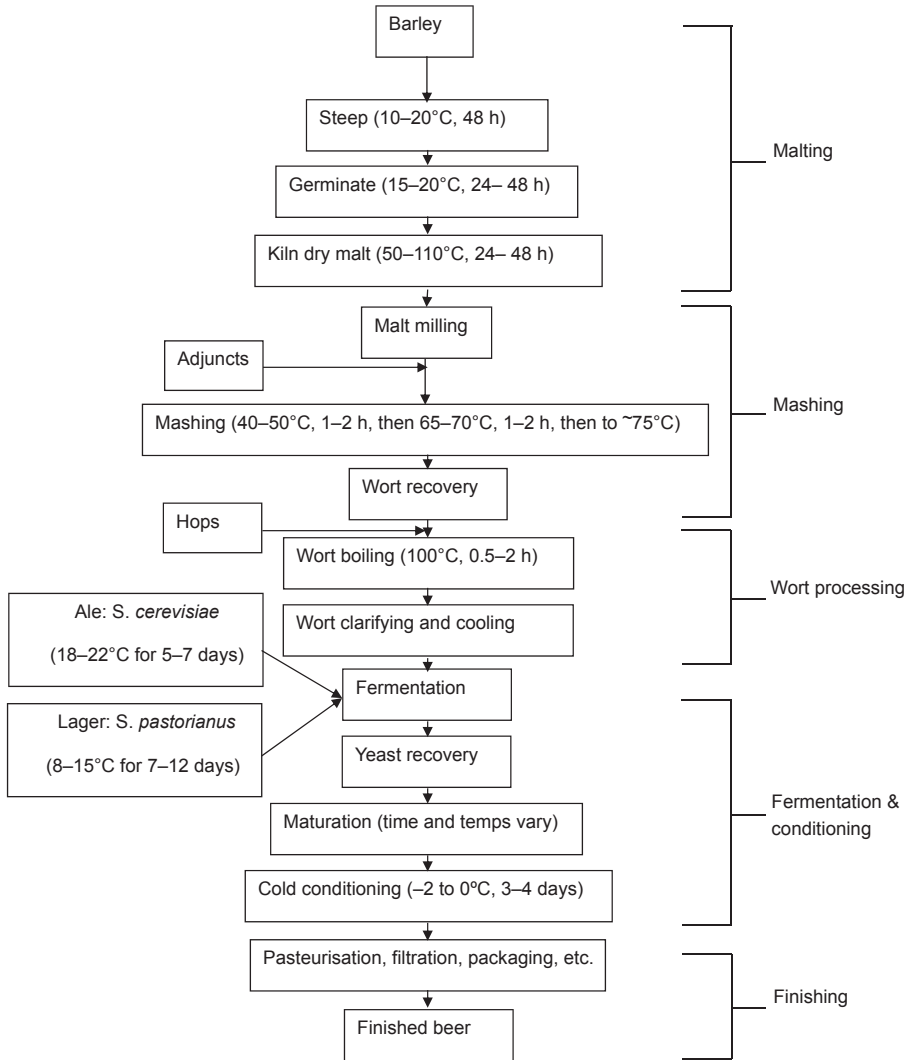 Barley
Steep (10–20°C, 48 h)
Germinate (15–20°C, 24– 48 h)
Kiln dry malt (50–110°C, 24– 48 h)
Malting
Malt milling
Adjuncts
Mashing (40–50°C, 1–2 h, then 65–70°C, 1–2 h, then to ~75°C)
Wort recovery
Mashing
Hops
Wort boiling (100°C, 0.5–2 h)
Wort clarifying and cooling
Wort processing
Ale: S. cerevisiae
(18–22°C for 5–7 days)
Lager: S. pastorianus
(8–15°C for 7–12 days)
Fermentation
Yeast recovery
Maturation (time and temps vary)
Cold conditioning (–2 to 0ºC, 3–4 days)
Fermentation &
conditioning
Pasteurisation, filtration, packaging, etc.
Finished beer
Finishing